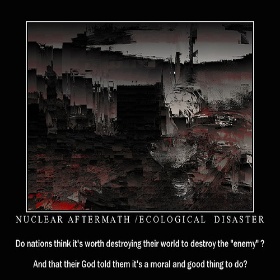 NUCLEAR AFTERMATH /ECOLOGICAL DISASTER
Do nations think it's worth destroying their world to destroy the "enemy" ?
And that their God told them it's a moral and good thing to do?